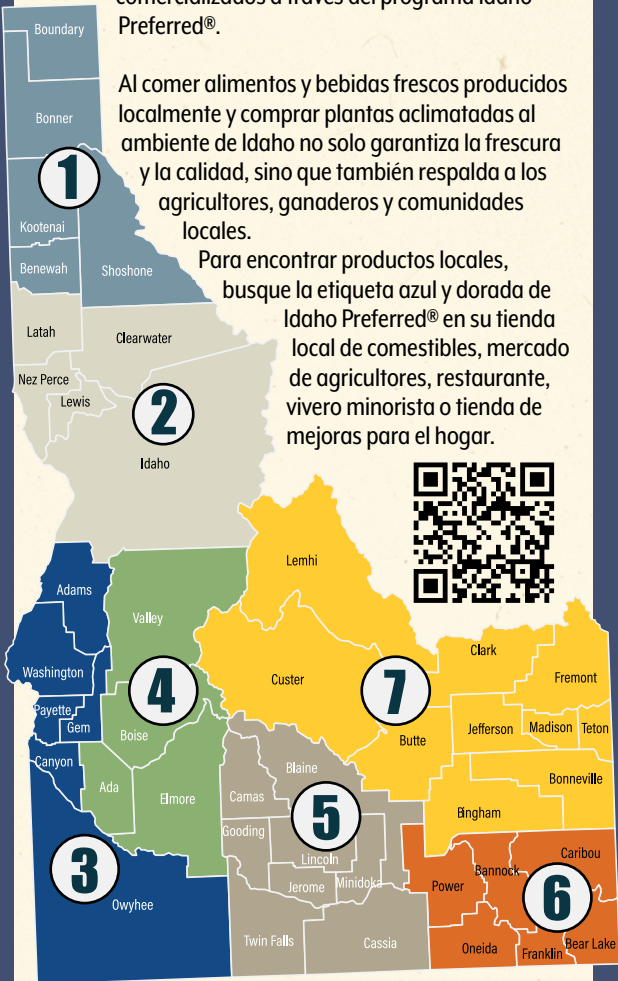 comercializados a través del programa Idaho
Preferred®.
Al comer alimentos y bebidas frescos producidos
localmente y comprar plantas aclimatadas al
ambiente de Idaho no solo garantiza la frescura
y la calidad, sino que también respalda a los
agricultores, ganaderos y comunidades
locales.
Para encontrar productos locales,
busque la etiqueta azul y dorada de
Idaho Preferred® en su tienda
local de comestibles, mercado
de agricultores, restaurante,
vivero minorista o tienda de
mejoras para el hogar.
Boundary
Bonner
1
Kootenai
Benewah
Shoshone
Latah
Clearwater
Nez Perce
Lewis
2
Idaho
Adams
Washington
Payette
Gem
Canyon
3
Owyhee
Valley
4
Boise
Ada
Elmore
Blaine
Camas
5
Gooding
Lincoln
Jerome
Minidoka
Twin Falls
Cassia
Lemhi
Custer
7
Butte
Clark
Fremont
Jefferson
Madison
Teton
Bonneville
Bingham
Power
Bannock
Caribou
6
Oneida
Franklin
Bear Lake